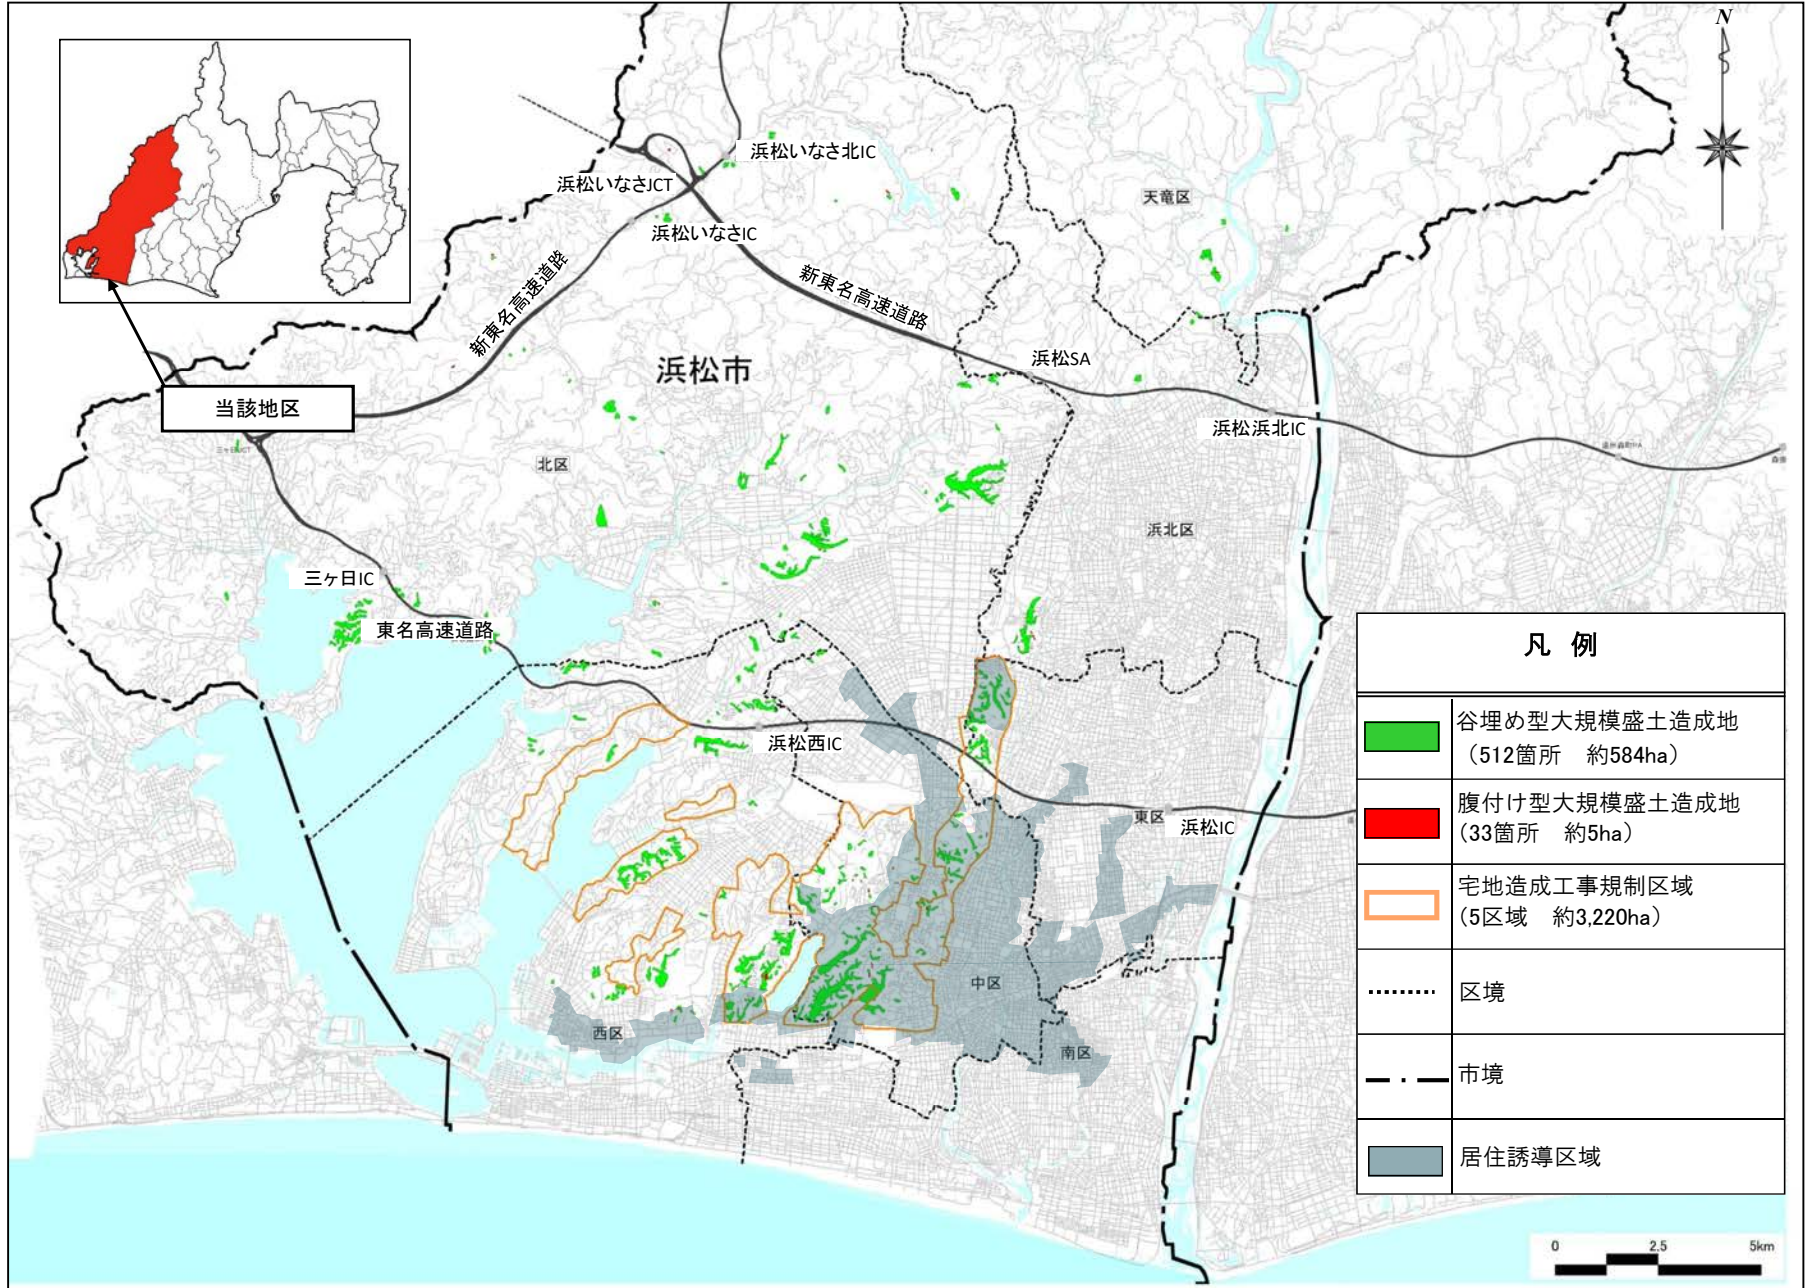 N
浜松いなさ北IC
浜松いなさJCT
天竜区
浜松いなさIC
新東名高速道路
新東名高速道路
浜松SA
浜松市
当該地区
浜松浜北IC
三ヶ日JCT
北区
浜北区
三ヶ日IC
東名高速道路
浜松西IC
東区
浜松IC
中区
西区
南区
凡 例
谷埋め型大規模盛土造成地
(512箇所 約584ha)
腹付け型大規模盛土造成地
(33箇所 約5ha)
宅地造成工事規制区域
(5区域 約3,220ha)
区境
市境
居住誘導区域
0 2.5 5km